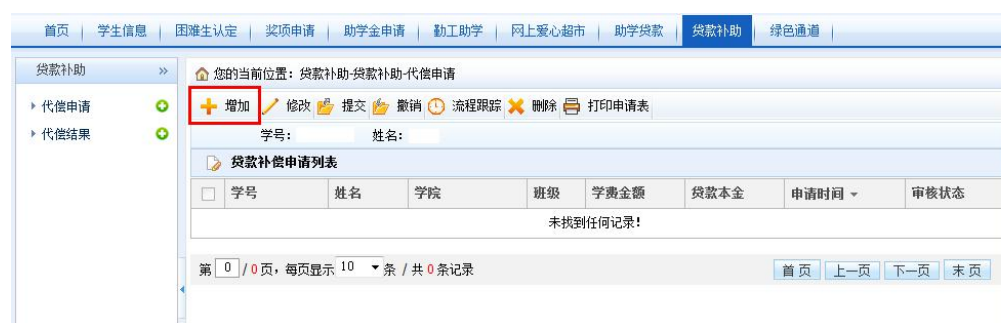 首页 | 学生信息 | 困难生认定 | 奖项申请 | 助学金申请 | 勤工助学 | 网上爱心超市 | 助学贷款 | 贷款补助 | 绿色通道 |
贷款补助 »
您的当前位置：贷款补助-贷款补助-代偿申请
代偿申请
代偿结果
增加 修改 提交 撤销 流程跟踪 删除 打印申请表
学号： 姓名：
贷款补偿申请列表
学号 姓名 学院 班级 学费金额 贷款本金 申请时间 审核状态
未找到任何记录！
第 0 / 0 页，每页显示 10 条 / 共 0 条记录 首页 上一页 下一页 末页